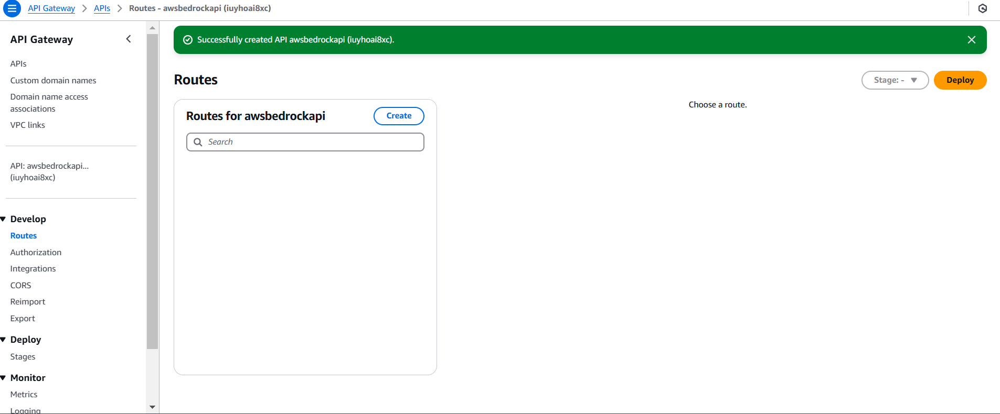 API Gateway > APIs > Routes - awsbedrockapi (iuyhoai8xc)
API Gateway
APIs
Custom domain names
Domain name access
associations
VPC links
API: awsbedrockapi...
(iuyhoai8xc)
Develop
Routes
Authorization
Integrations
CORS
Reimport
Export
Deploy
Stages
Monitor
Metrics
Logging
Successfully created API awsbedrockapi (iuyhoai8xc).
Routes
Stage: -
Deploy
Routes for awsbedrockapi
Create
Search
Choose a route.